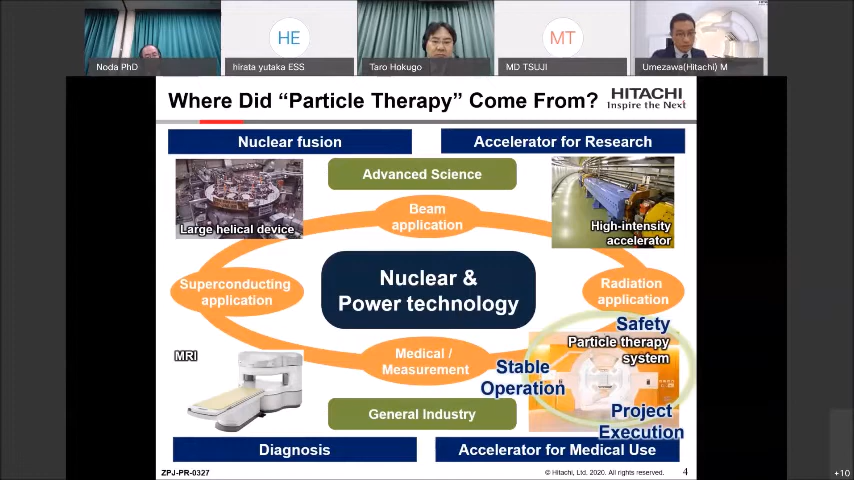 HE
MT
Noda PhD
hirata yutaka ESS
Taro Hokugo
MD TSUJI
Umezawa(Hitachi) M
Where Did “Particle Therapy” Come From?
HITACHI
Inspire the Next
Nuclear fusion
Accelerator for Research
Advanced Science
Large helical device
Beam
application
High-intensity
accelerator
Superconducting
application
Nuclear &
Power technology
Radiation
application
MRI
Medical /
Measurement
Safety
Particle therapy
system
Stable
Operation
Project
Execution
General Industry
Diagnosis
Accelerator for Medical Use
ZPJ-PR-0327
© Hitachi, Ltd. 2020. All rights reserved.
4
+10